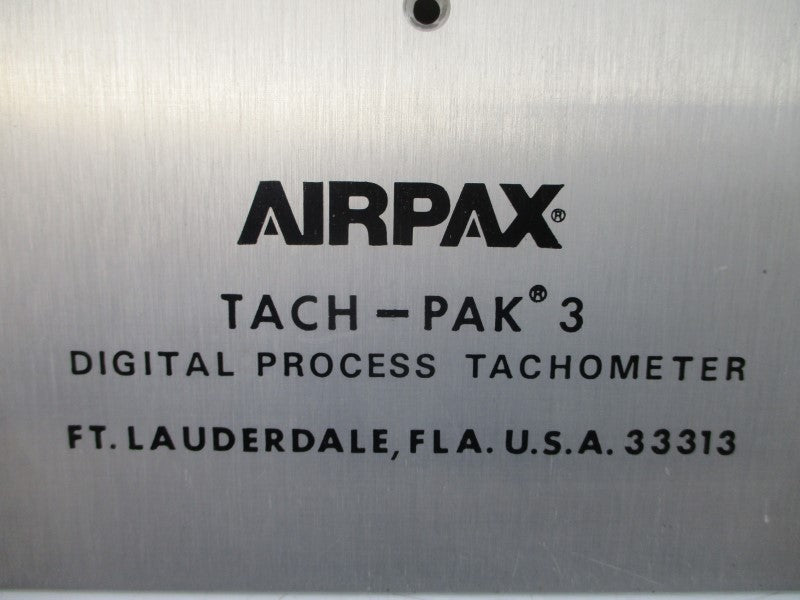 AIRPAX®
TACH-PAK® 3
DIGITAL PROCESS TACHOMETER
FT. LAUDERDALE, FLA. U.S.A. 33313